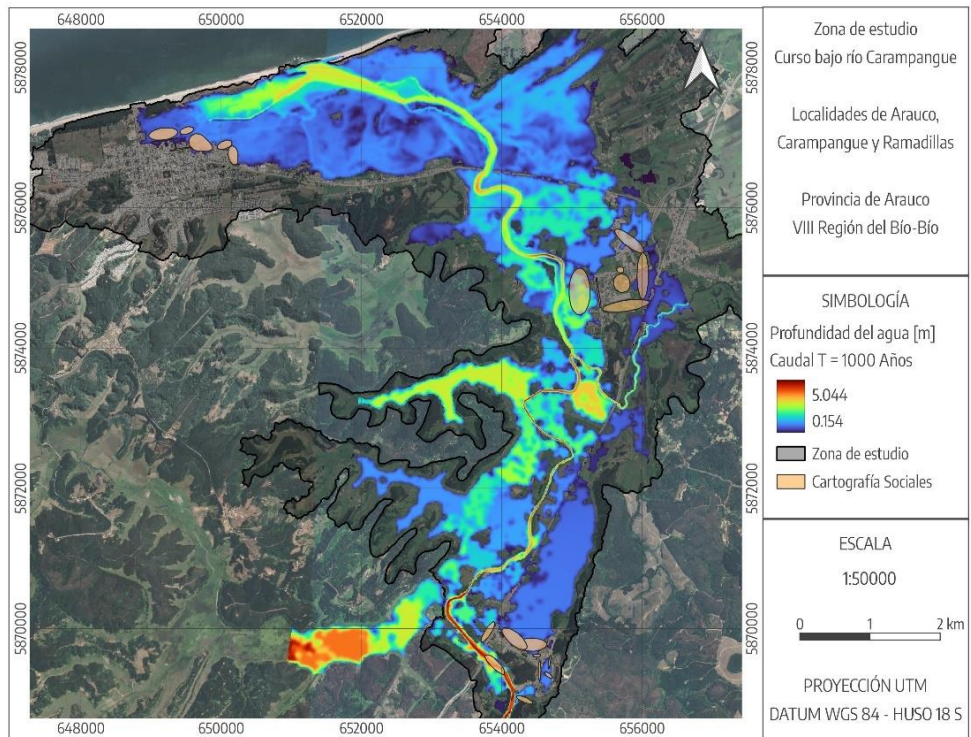 648000 650000 652000 654000 656000
5878000
5876000
5874000
5872000
5870000
5878000
5876000
5874000
5872000
5870000
648000 650000 652000 654000 656000
Zona de estudio
Curso bajo río Carampangue
Localidades de Arauco,
Carampangue y Ramadillas
Provincia de Arauco
VIII Región del Bío-Bío
SIMBOLOGÍA
Profundidad del agua [m]
Caudal T = 1000 Años
5.044
0.154
Zona de estudio
Cartografía Sociales
ESCALA
1:50000
0 1 2 km
PROYECCIÓN UTM
DATUM WGS 84 - HUSO 18 S